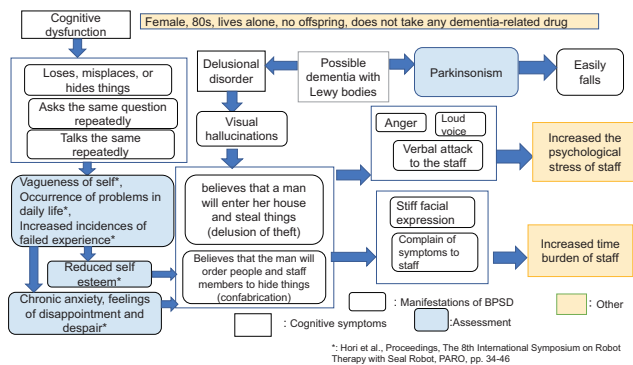 Cognitive
dysfunction
Female, 80s, lives alone, no offspring, does not take any dementia-related drug
Loses, misplaces, or
hides things
Asks the same question
repeatedly
Talks the same
repeatedly
Delusional
disorder
Possible
dementia with
Lewy bodies
Parkinsonism
Easily
falls
Visual
hallucinations
Anger
Loud
voice
Verbal attack
to the staff
Increased the
psychological
stress of staff
Vagueness of self*,
Occurrence of problems in
daily life*,
Increased incidences of
failed experience*
believes that a man
will enter her house
and steal things
(delusion of theft)
Stiff facial
expression
Complain of
symptoms to
staff
Increased time
burden of staff
Reduced self
esteem*
Believes that the man will
order people and staff
members to hide things
(confabrication)
Chronic anxiety, feelings
of disappointment and
despair*
: Manifestations of BPSD
: Other
: Cognitive symptoms
:Assessment
*: Hori et al., Proceedings, The 8th International Symposium on Robot
Therapy with Seal Robot, PARO, pp. 34-46